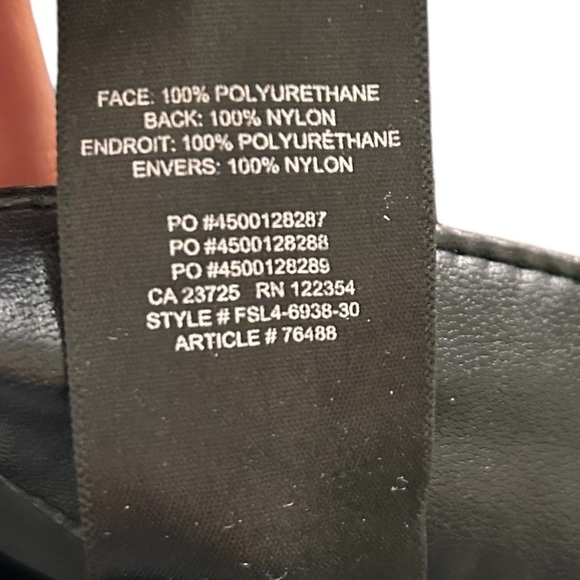 FACE: 100% POLYURETHANE
BACK: 100% NYLON
ENDROIT: 100% POLYURÉTHANE
ENVERS: 100% NYLON
PO #4500128287
PO #4500128288
PO #4500128289
CA 23725 RN 122354
STYLE # FSL4-6938-30
ARTICLE # 76488